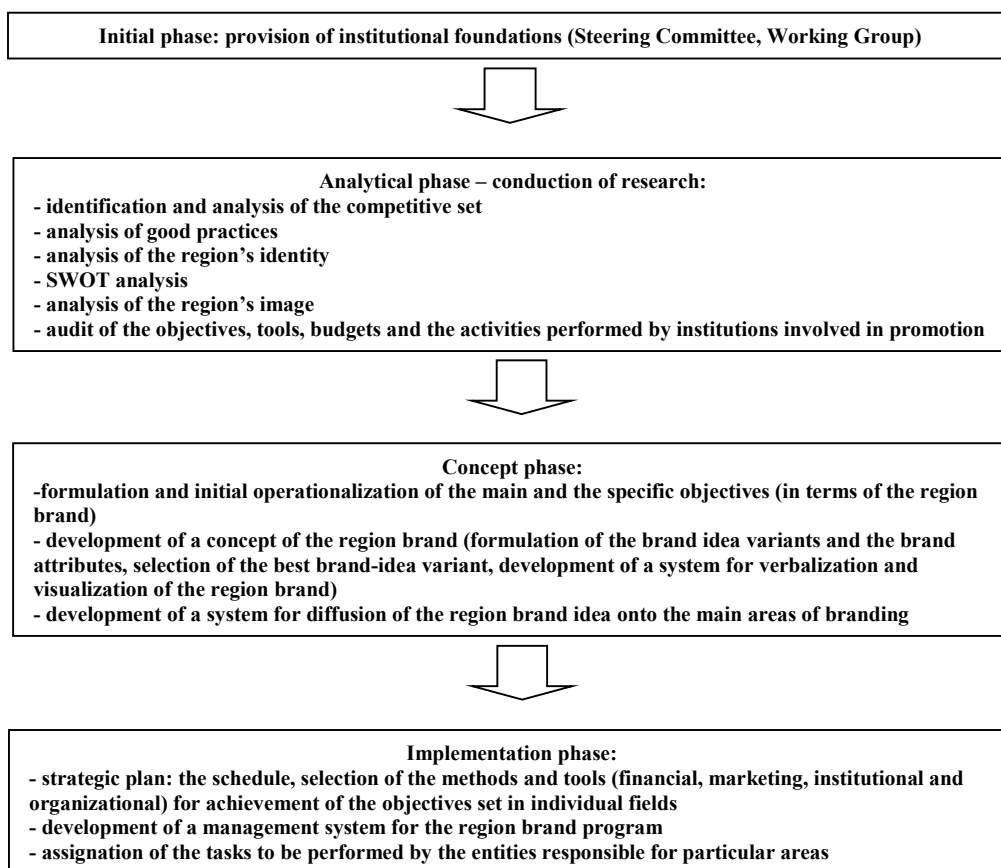 Initial phase: provision of institutional foundations (Steering Committee, Working Group)
Analytical phase – conduction of research:
- identification and analysis of the competitive set
- analysis of good practices
- analysis of the region’s identity
- SWOT analysis
- analysis of the region’s image
- audit of the objectives, tools, budgets and the activities performed by institutions involved in promotion
Concept phase:
-formulation and initial operationalization of the main and the specific objectives (in terms of the region
brand)
- development of a concept of the region brand (formulation of the brand idea variants and the brand
attributes, selection of the best brand-idea variant, development of a system for verbalization and
visualization of the region brand)
- development of a system for diffusion of the region brand idea onto the main areas of branding
Implementation phase:
- strategic plan: the schedule, selection of the methods and tools (financial, marketing, institutional and
organizational) for achievement of the objectives set in individual fields
- development of a management system for the region brand program
- assignation of the tasks to be performed by the entities responsible for particular areas